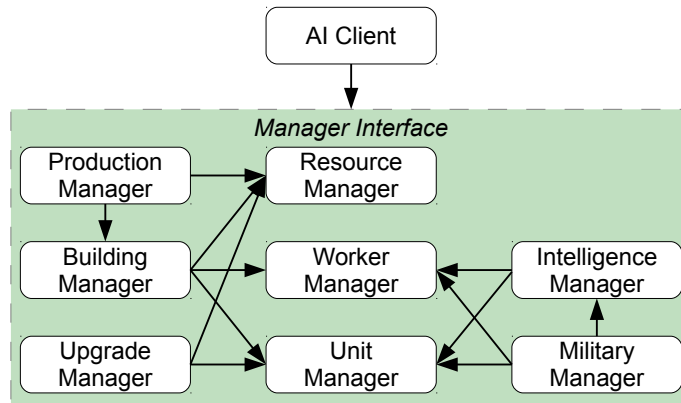 AI Client
Manager Interface
Production
Manager
Resource
Manager
Building
Manager
Worker
Manager
Intelligence
Manager
Upgrade
Manager
Unit
Manager
Military
Manager